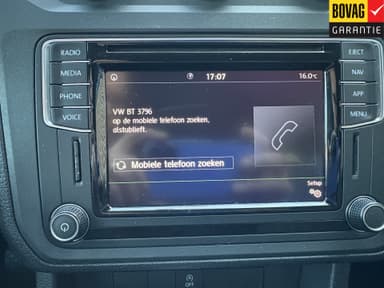 BOVAG
GARANTIE
RADIO
MEDIA
PHONE
VOICE
EJECT
NAV
APP
MENU
17:07
16.0°C
VW BT 3796
op de mobiele telefoon zoeken,
alstublieft.
Mobiele telefoon zoeken
Setup
OFF